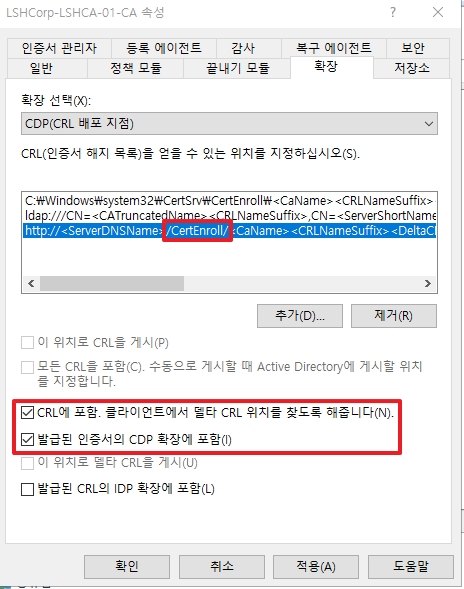 LSHCorp-LSHCA-01-CA 속성
인증서 관리자 등록 에이전트 감사 복구 에이전트 보안
일반 정책 모듈 끝내기 모듈 확장 저장소
확장 선택(X):
CDP(CRL 배포 지점)
CRL(인증서 해지 목록)을 얻을 수 있는 위치를 지정하십시오(S).
C:₩Windows₩system32₩CertSrv₩CertEnroll₩<CaName><CRLNameSuffix>
ldap:///CN=<CATruncatedName><CRLNameSuffix>,CN=<ServerShortName
http://<ServerDNSName>/CertEnroll/<CaName><CRLNameSuffix><DeltaCl
추가(D)... 제거(R)
이 위치로 CRL을 게시(P)
모든 CRL을 포함(C). 수동으로 게시할 때 Active Directory에 게시할 위치
를 지정합니다.
CRL에 포함. 클라이언트에서 델타 CRL 위치를 찾도록 해줍니다(N).
발급된 인증서의 CDP 확장에 포함(I)
이 위치로 델타 CRL을 게시(U)
발급된 CRL의 IDP 확장에 포함(L)
확인 취소 적용(A) 도움말